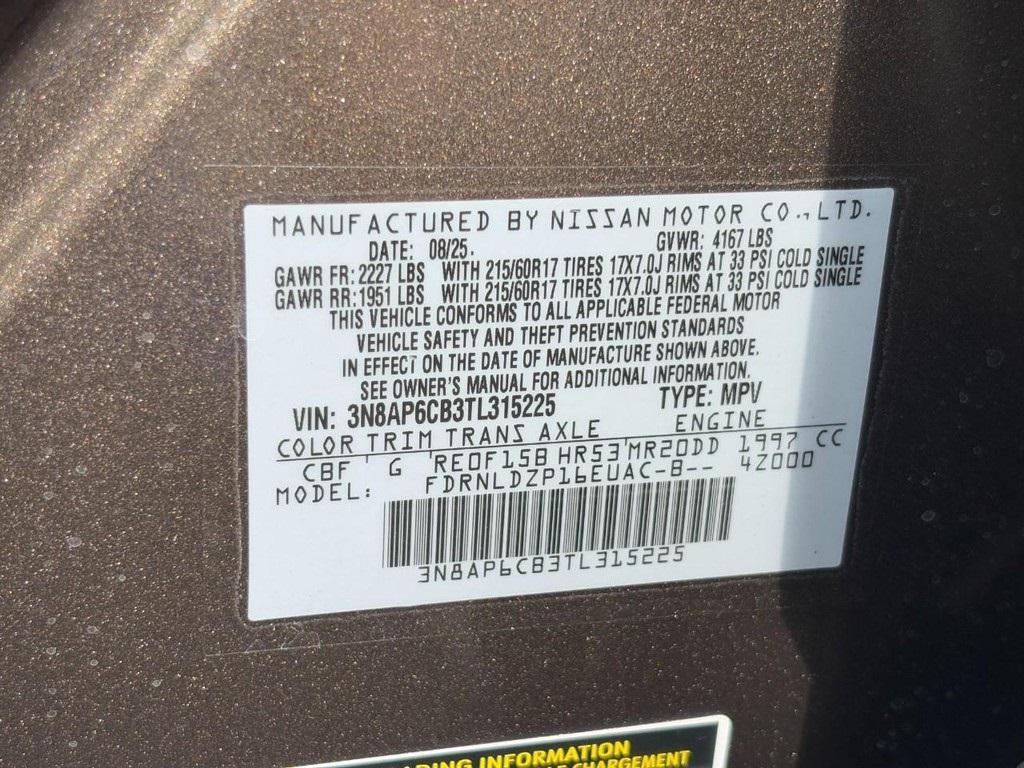 MANUFACTURED BY NISSAN MOTOR CO., LTD.
DATE: 08/25. GVWR: 4167 LBS
GAWR FR: 2227 LBS WITH 215/60R17 TIRES 17X7.0J RIMS AT 33 PSI COLD SINGLE
GAWR RR: 1951 LBS WITH 215/60R17 TIRES 17X7.0J RIMS AT 33 PSI COLD SINGLE
THIS VEHICLE CONFORMS TO ALL APPLICABLE FEDERAL MOTOR
VEHICLE SAFETY AND THEFT PREVENTION STANDARDS
IN EFFECT ON THE DATE OF MANUFACTURE SHOWN ABOVE.
SEE OWNER'S MANUAL FOR ADDITIONAL INFORMATION.
VIN: 3N8AP6CB3TL315225 TYPE: MPV
COLOR TRIM TRANS AXLE ENGINE
CBF G RE0F15B HR53 MR20DD 1997 CC
MODEL: FDRNLDZP16EUAC-B-- 4Z000
3N8AP6CB3TL315225
INFORMATION
CHARGEMENT